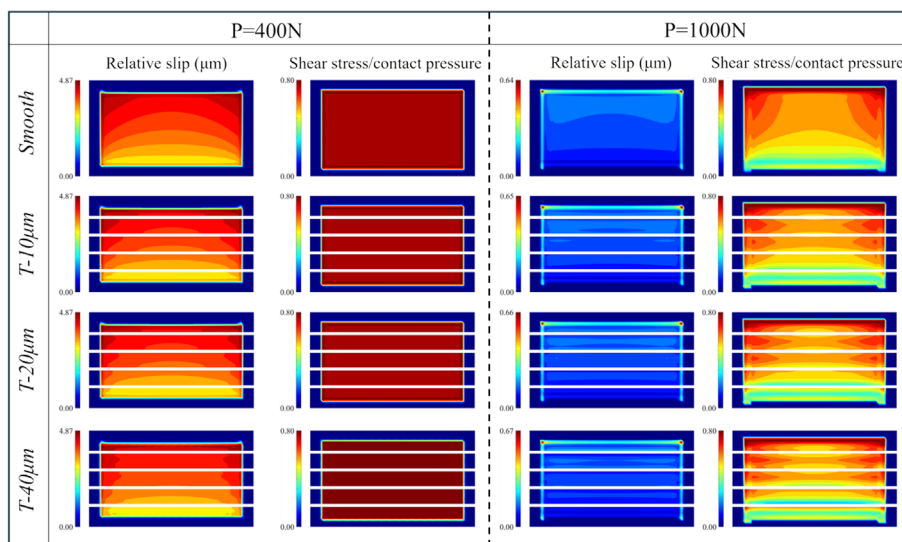 P=400N P=1000N
Relative slip (μm) Shear stress/contact pressure Relative slip (μm) Shear stress/contact pressure
Smooth
4.87 0.80 0.64 0.80
0.00 0.00 0.00 0.00
T-10μm
4.87 0.80 0.65 0.80
0.00 0.00 0.00 0.00
T-20μm
4.87 0.80 0.66 0.80
0.00 0.00 0.00 0.00
T-40μm
4.87 0.80 0.67 0.80
0.00 0.00 0.00 0.00